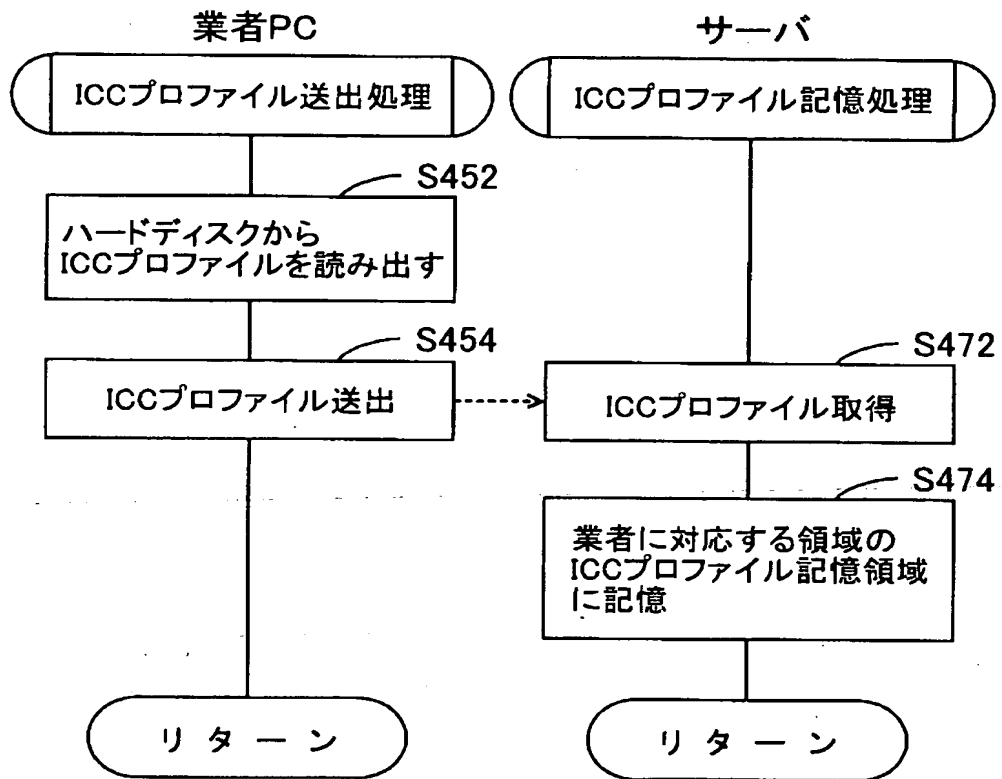 業者PC
サーバ
ICCプロファイル送出処理
ICCプロファイル記憶処理
S452
ハードディスクから
ICCプロファイルを読み出す
S454
ICCプロファイル送出
S472
ICCプロファイル取得
S474
業者に対応する領域の
ICCプロファイル記憶領域
に記憶
リターン
リターン